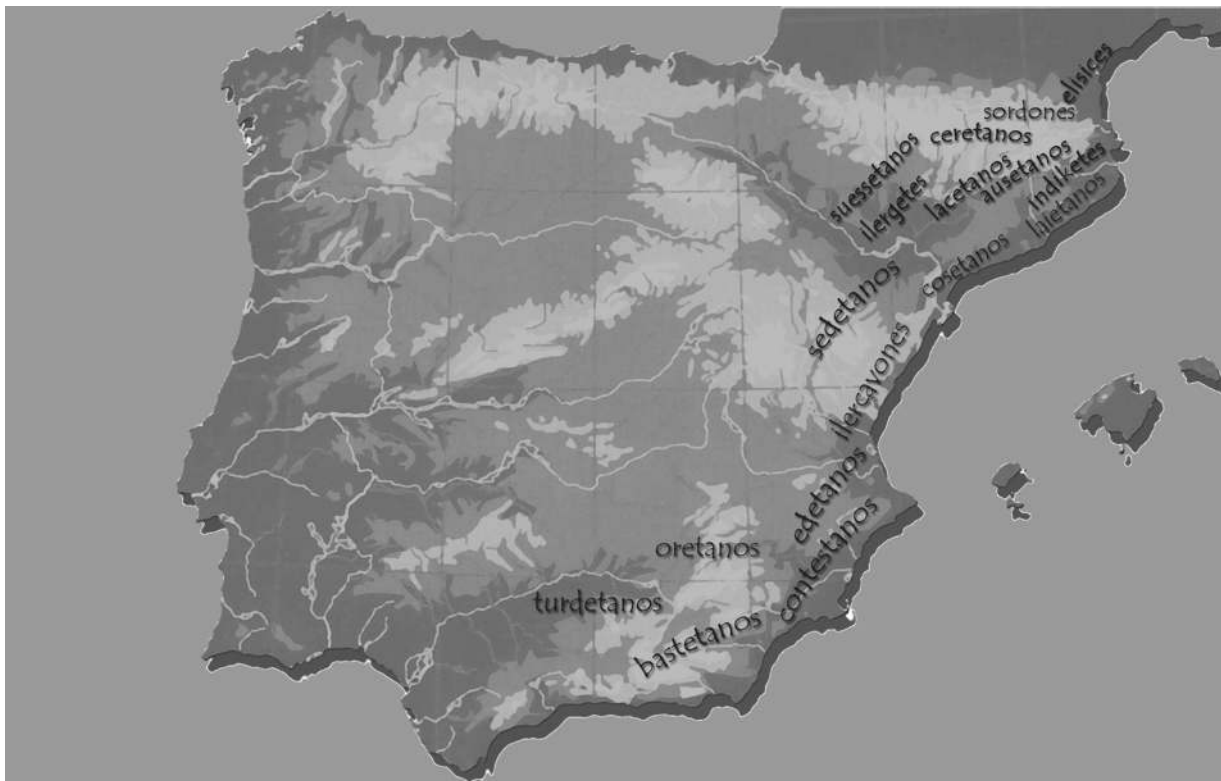 elisices
sordones
ceretanos
suessetanos
ilergetes
lacetanos
ausetanos
indiketes
laietanos
cosetanos
sedetanos
ilercavones
edetanos
contestanos
oretanos
turdetanos
bastetanos